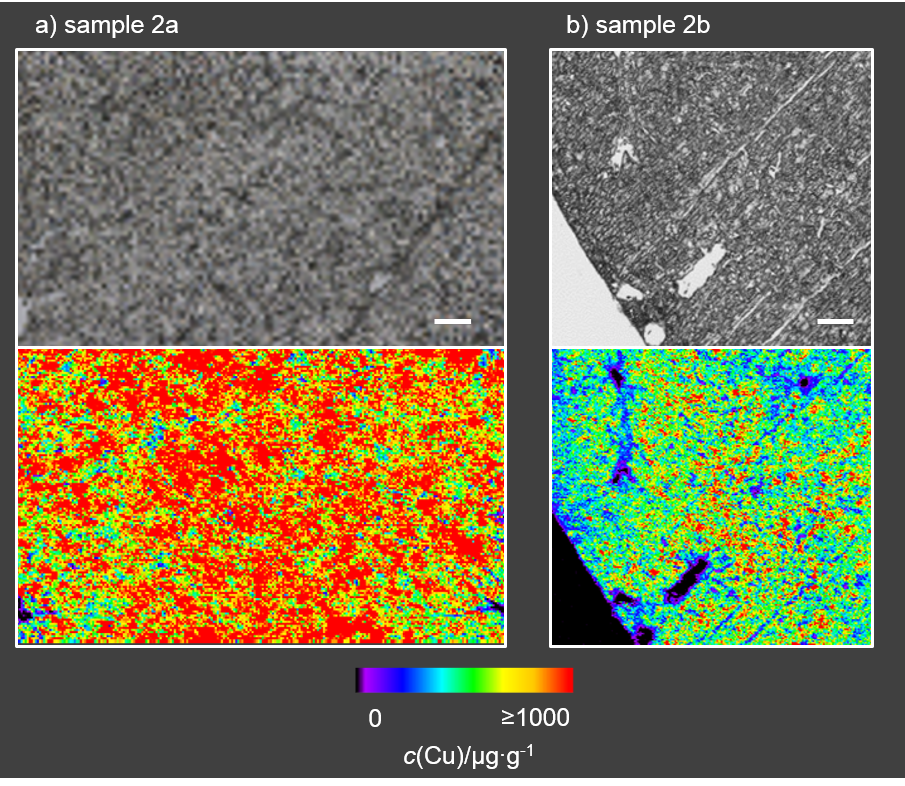 a) sample 2a
b) sample 2b
0
≥1000
c(Cu)/µg·g⁻¹